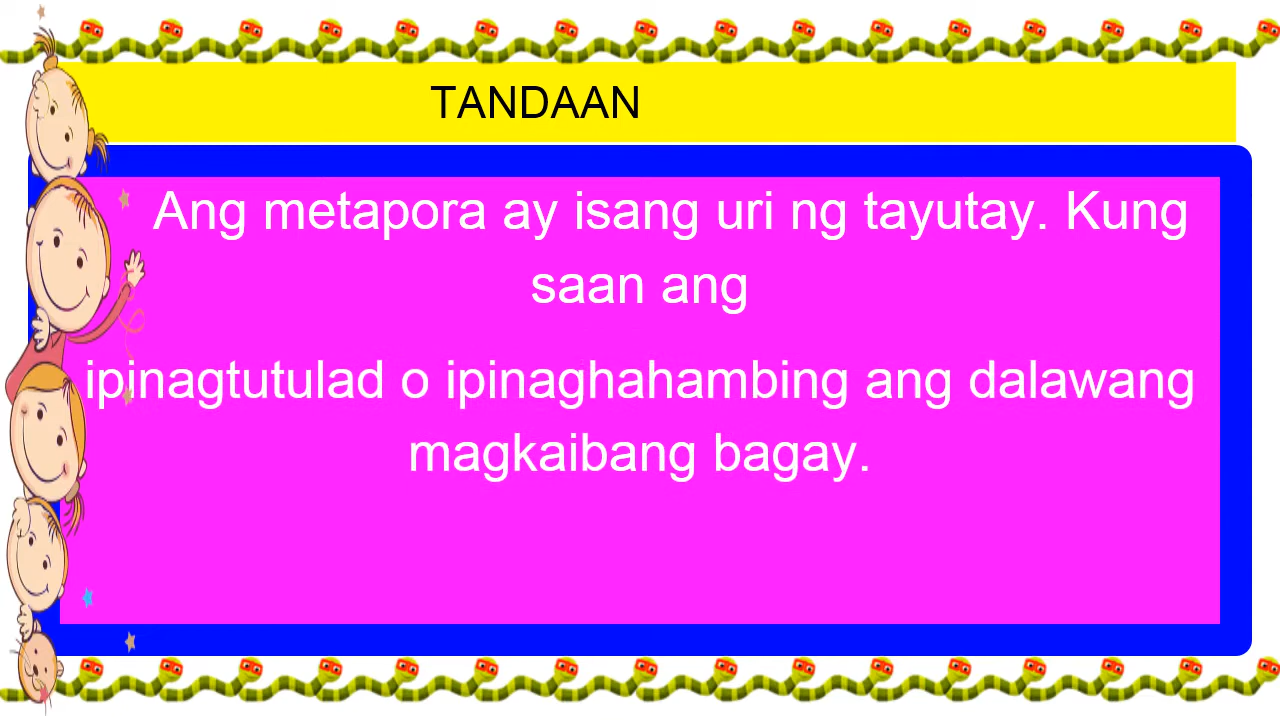 TANDAAN
Ang metapora ay isang uri ng tayutay. Kung
saan ang
ipinagtutulad o ipinaghahambing ang dalawang
magkaibang bagay.